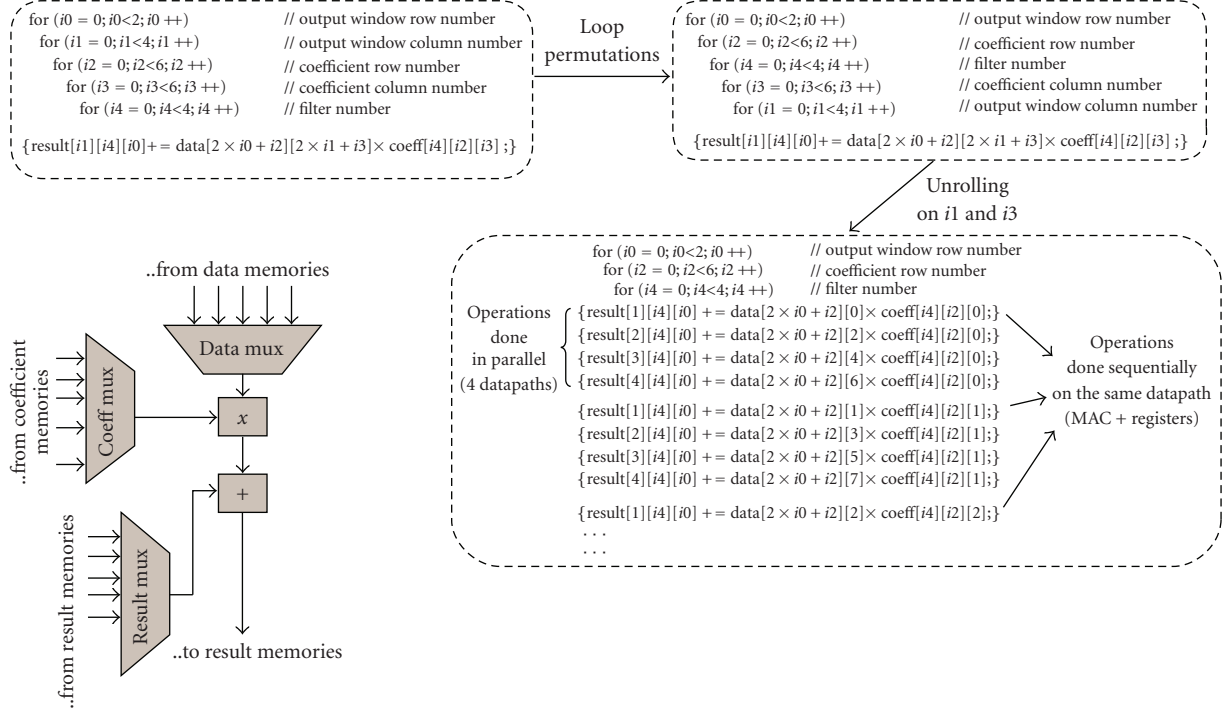 for (i0 = 0; i0<2; i0 ++) // output window row number
for (i1 = 0; i1<4; i1 ++) // output window column number
for (i2 = 0; i2<6; i2 ++) // coefficient row number
for (i3 = 0; i3<6; i3 ++) // coefficient column number
for (i4 = 0; i4<4; i4 ++) // filter number
{result[i1][i4][i0]+= data[2 × i0 + i2][2 × i1 + i3]× coeff[i4][i2][i3] ;}
Loop
permutations
for (i0 = 0; i0<2; i0 ++) // output window row number
for (i2 = 0; i2<6; i2 ++) // coefficient row number
for (i4 = 0; i4<4; i4 ++) // filter number
for (i3 = 0; i3<6; i3 ++) // coefficient column number
for (i1 = 0; i1<4; i1 ++) // output window column number
{result[i1][i4][i0]+= data[2 × i0 + i2][2 × i1 + i3]× coeff[i4][i2][i3] ;}
Unrolling
on i1 and i3
for (i0 = 0; i0<2; i0 ++) // output window row number
for (i2 = 0; i2<6; i2 ++) // coefficient row number
for (i4 = 0; i4<4; i4 ++) // filter number
Operations
done
in parallel
(4 datapaths)
{result[1][i4][i0] += data[2 × i0 + i2][0]× coeff[i4][i2][0];}
{result[2][i4][i0] += data[2 × i0 + i2][2]× coeff[i4][i2][0];}
{result[3][i4][i0] += data[2 × i0 + i2][4]× coeff[i4][i2][0];}
{result[4][i4][i0] += data[2 × i0 + i2][6]× coeff[i4][i2][0];}
{result[1][i4][i0] += data[2 × i0 + i2][1]× coeff[i4][i2][1];}
{result[2][i4][i0] += data[2 × i0 + i2][3]× coeff[i4][i2][1];}
{result[3][i4][i0] += data[2 × i0 + i2][5]× coeff[i4][i2][1];}
{result[4][i4][i0] += data[2 × i0 + i2][7]× coeff[i4][i2][1];}
{result[1][i4][i0] += data[2 × i0 + i2][2]× coeff[i4][i2][2];}
. . .
. . .
Operations
done sequentially
on the same datapath
(MAC + registers)
..from data memories
Data mux
..from coefficient
memories
Coeff mux
x
+
..from result memories
Result mux
..to result memories